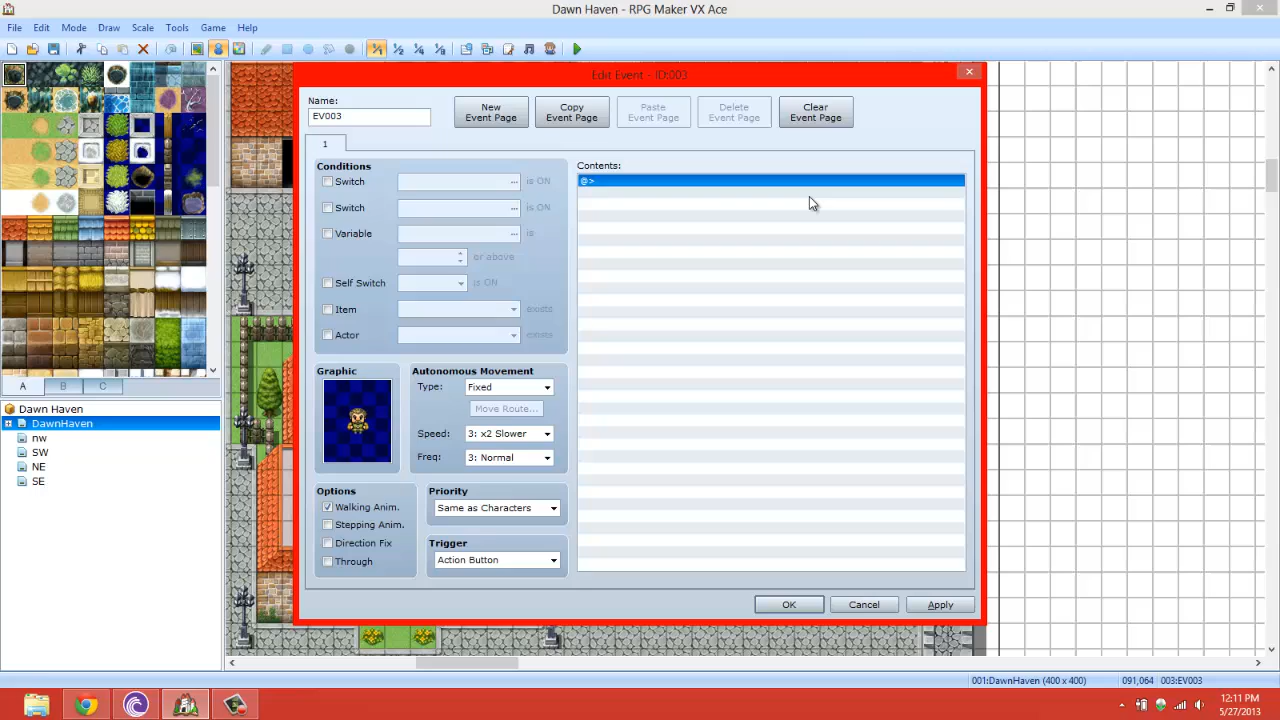 Dawn Haven - RPG Maker VX Ace
File Edit Mode Draw Scale Tools Game Help
Edit Event - ID:003
Name:
EV003
New Event Page
Copy Event Page
Paste Event Page
Delete Event Page
Clear Event Page
1
Conditions
Switch ... is ON
Switch ... is ON
Variable ... is
or above
Self Switch is ON
Item exists
Actor exists
Graphic
Autonomous Movement
Type: Fixed
Move Route...
Speed: 3: x2 Slower
Freq: 3: Normal
Options
Walking Anim.
Stepping Anim.
Direction Fix
Through
Priority
Same as Characters
Trigger
Action Button
Contents:
@>
OK Cancel Apply
A B C
Dawn Haven
DawnHaven
nw
SW
NE
SE
001:DawnHaven (400 x 400) 091,064 003:EV003
12:11 PM
5/27/2013